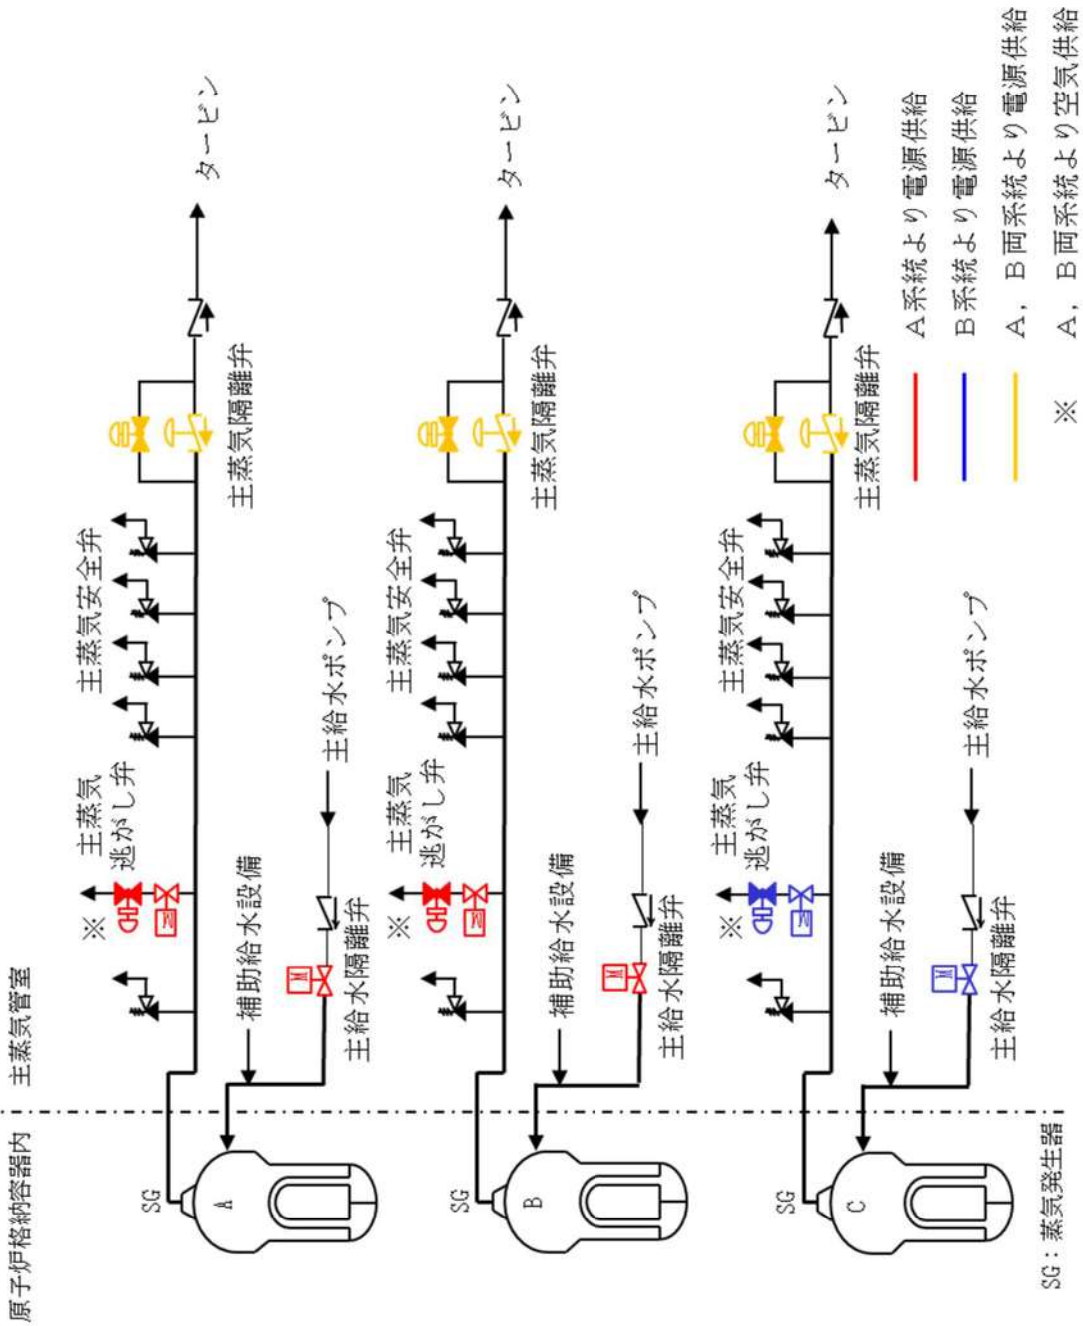 原子炉格納容器内
主蒸気管室
SG
A
※
主蒸気
逃がし弁
主蒸気安全弁
主蒸気隔離弁
タービン
補助給水設備
M
M
主給水隔離弁
主給水ポンプ
SG
B
※
主蒸気
逃がし弁
主蒸気安全弁
主蒸気隔離弁
タービン
補助給水設備
M
M
主給水隔離弁
主給水ポンプ
SG
C
※
主蒸気
逃がし弁
主蒸気安全弁
主蒸気隔離弁
タービン
補助給水設備
M
M
主給水隔離弁
主給水ポンプ
A系統より電源供給
B系統より電源供給
A,B両系統より電源供給
※ A,B両系統より空気供給
SG:蒸気発生器